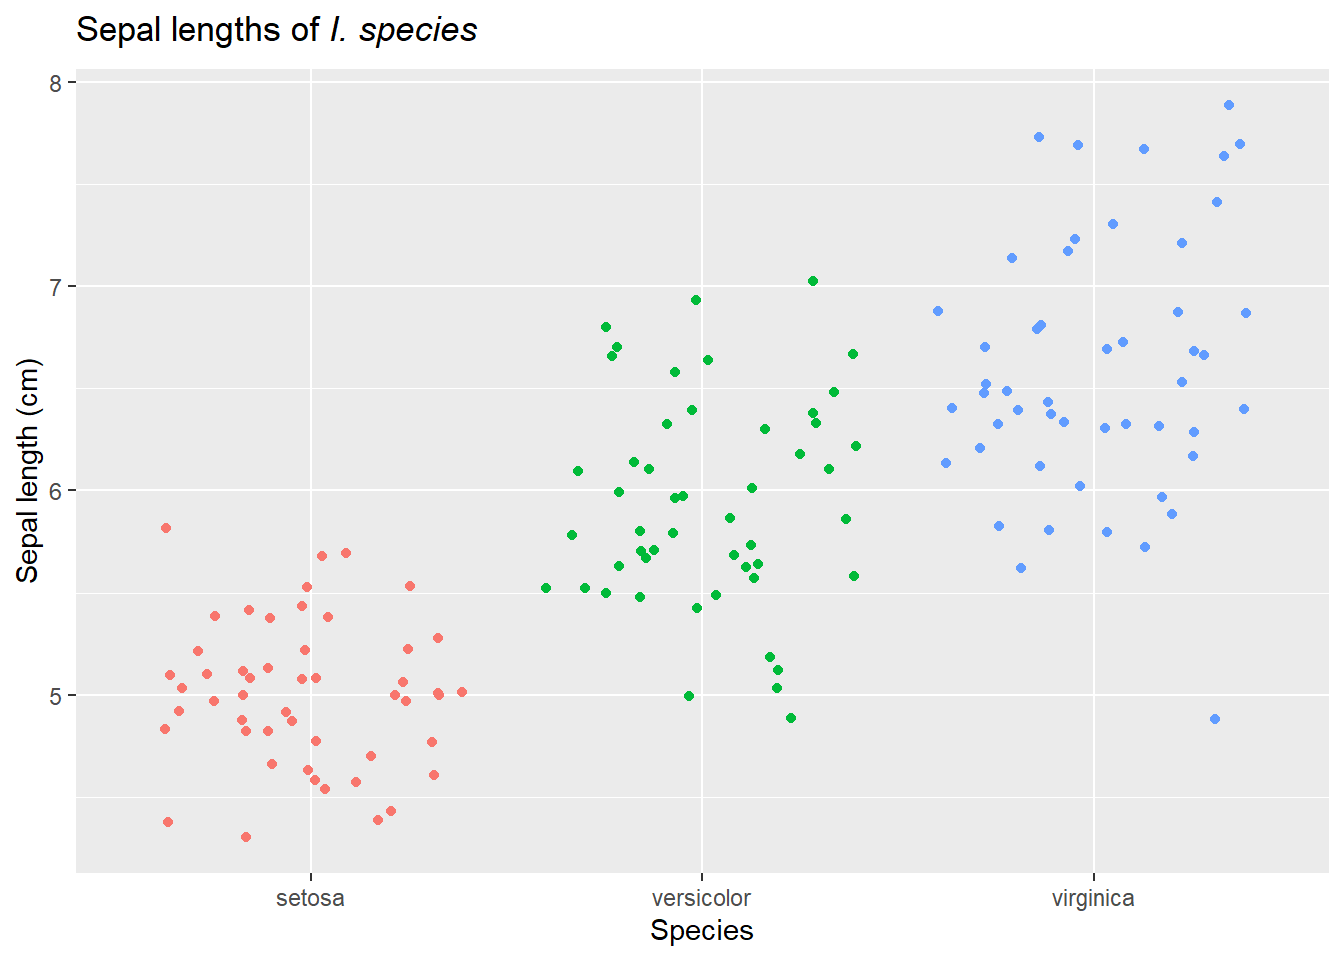 Sepal lengths of I. species
8
7
6
5
Sepal length (cm)
setosa versicolor virginica
Species